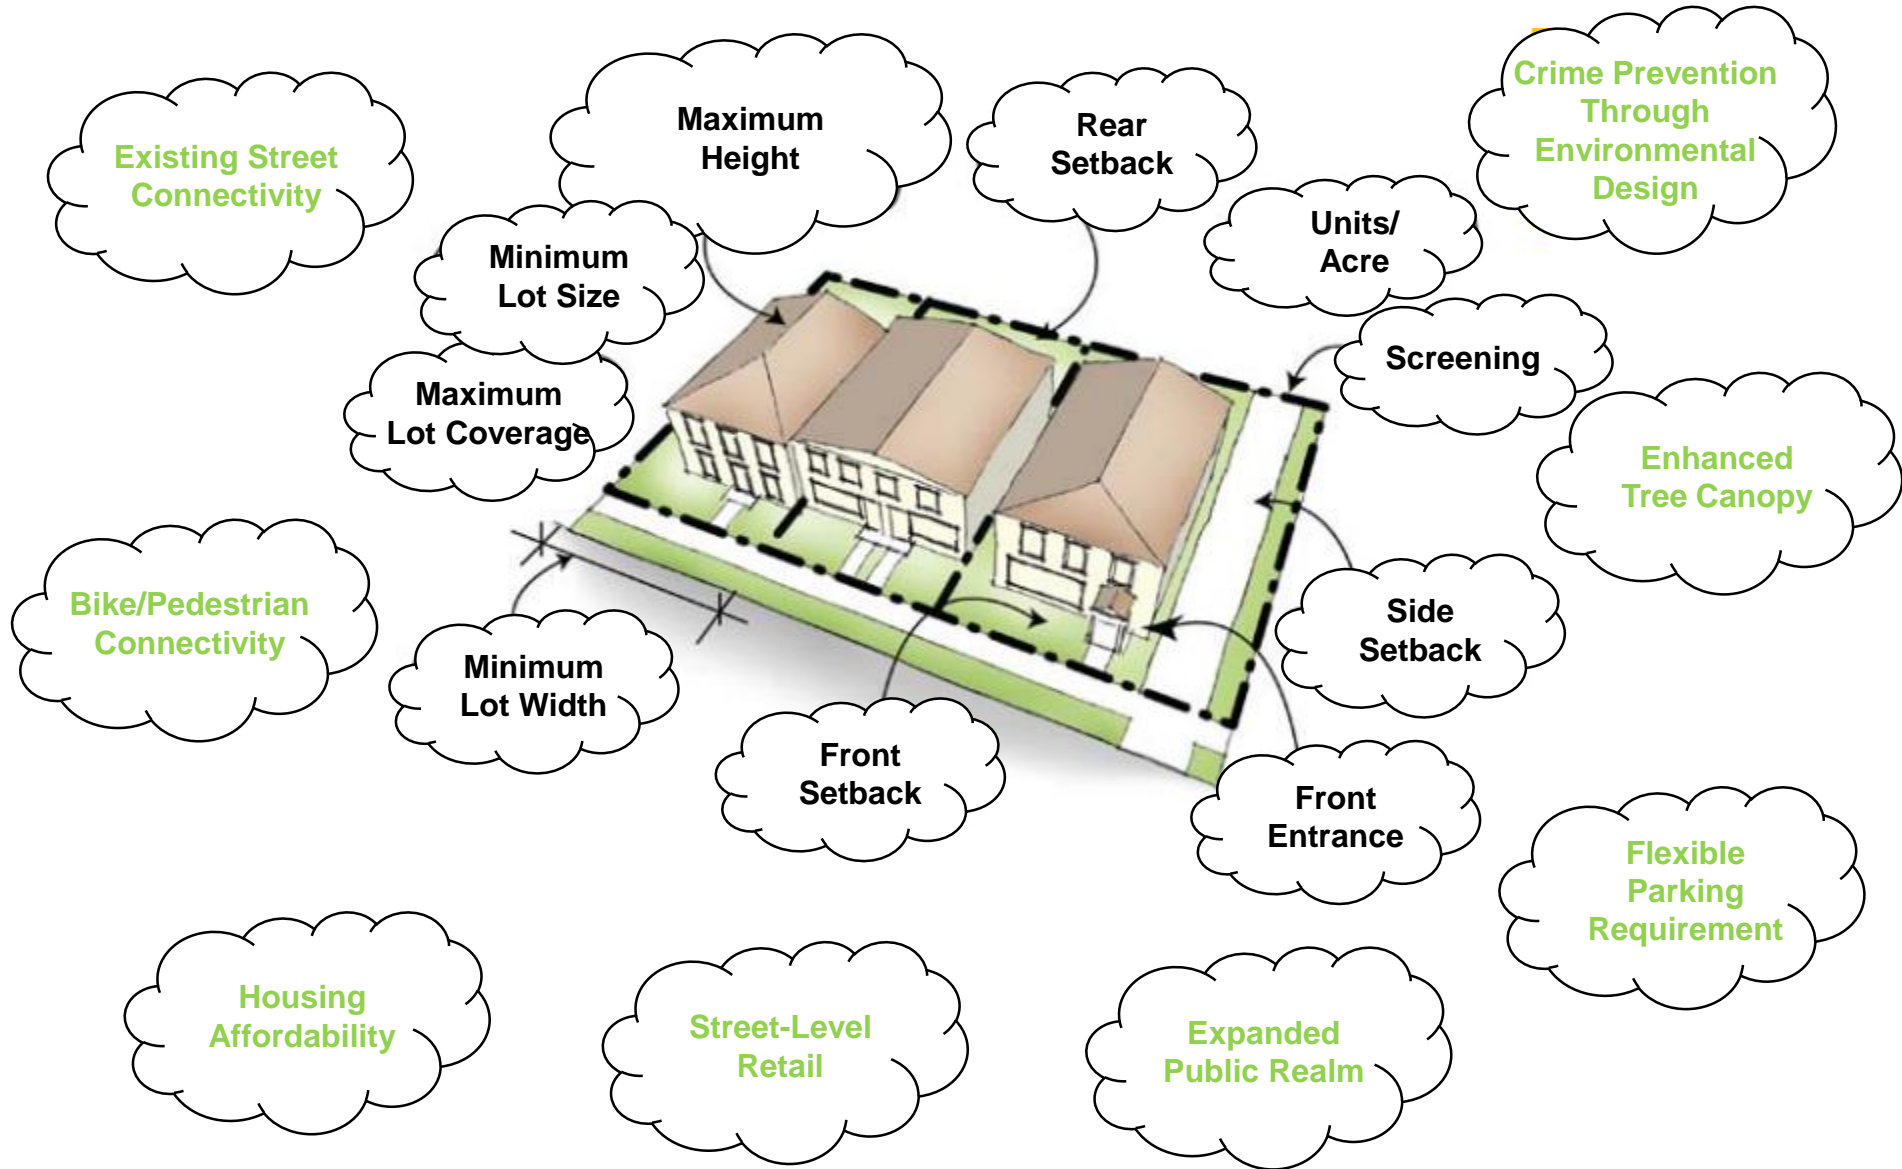 Existing Street
Connectivity
Maximum
Height
Rear
Setback
Crime Prevention
Through
Environmental
Design
Units/
Acre
Minimum
Lot Size
Screening
Maximum
Lot Coverage
Enhanced
Tree Canopy
Bike/Pedestrian
Connectivity
Side
Setback
Minimum
Lot Width
Front
Setback
Front
Entrance
Flexible
Parking
Requirement
Housing
Affordability
Street-Level
Retail
Expanded
Public Realm